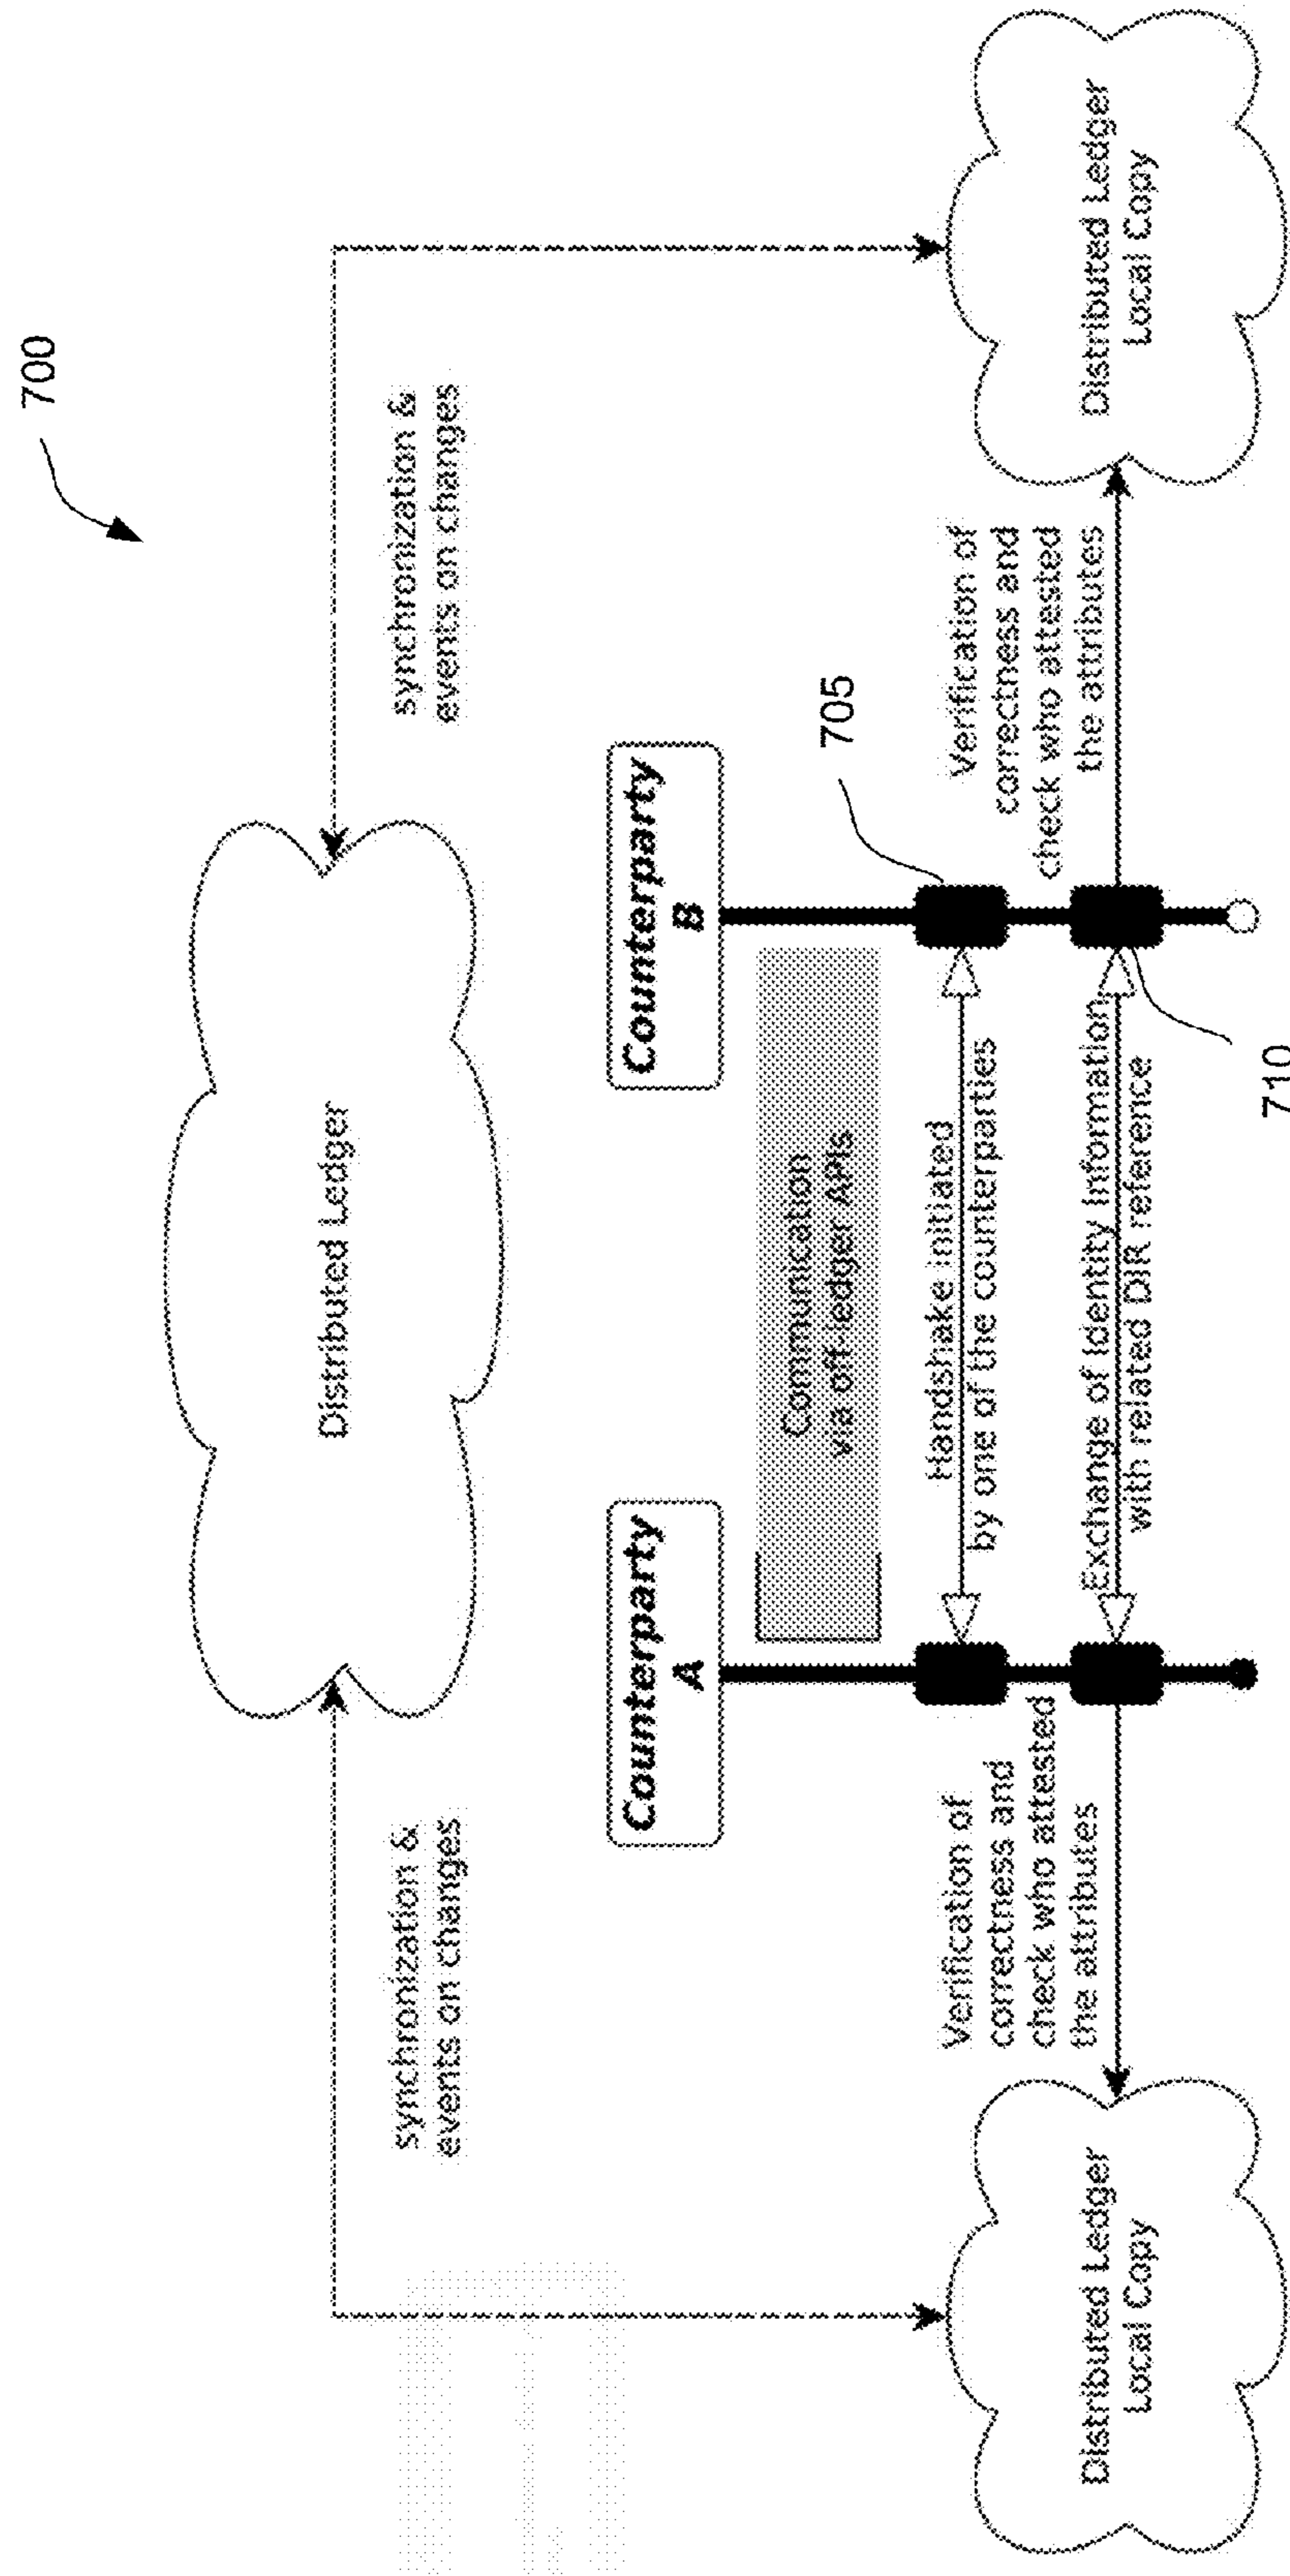 700
Distributed Ledger
synchronization &
events on changes
synchronization &
events on changes
Counterparty
A
Counterparty
B
Communication
via off-ledger APIs
705
Handshake initiated
by one of the counterparties
Verification of
correctness and
check who attested
the attributes
Exchange of Identity Information
with related DIR reference
Verification of
correctness and
check who attested
the attributes
710
Distributed Ledger
Local Copy
Distributed Ledger
Local Copy